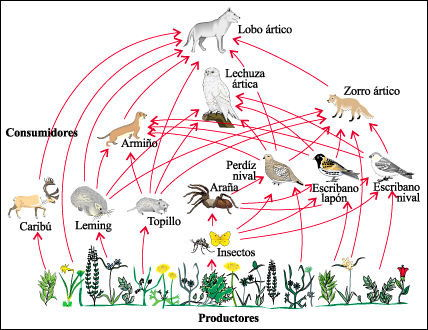 Lobo ártico
Lechuza
ártica
Zorro ártico
Consumidores
Armiño
Perdíz
nival
Araña
Escribano
lapón
Escribano
nival
Caribú
Leming
Topillo
Insectos
Productores